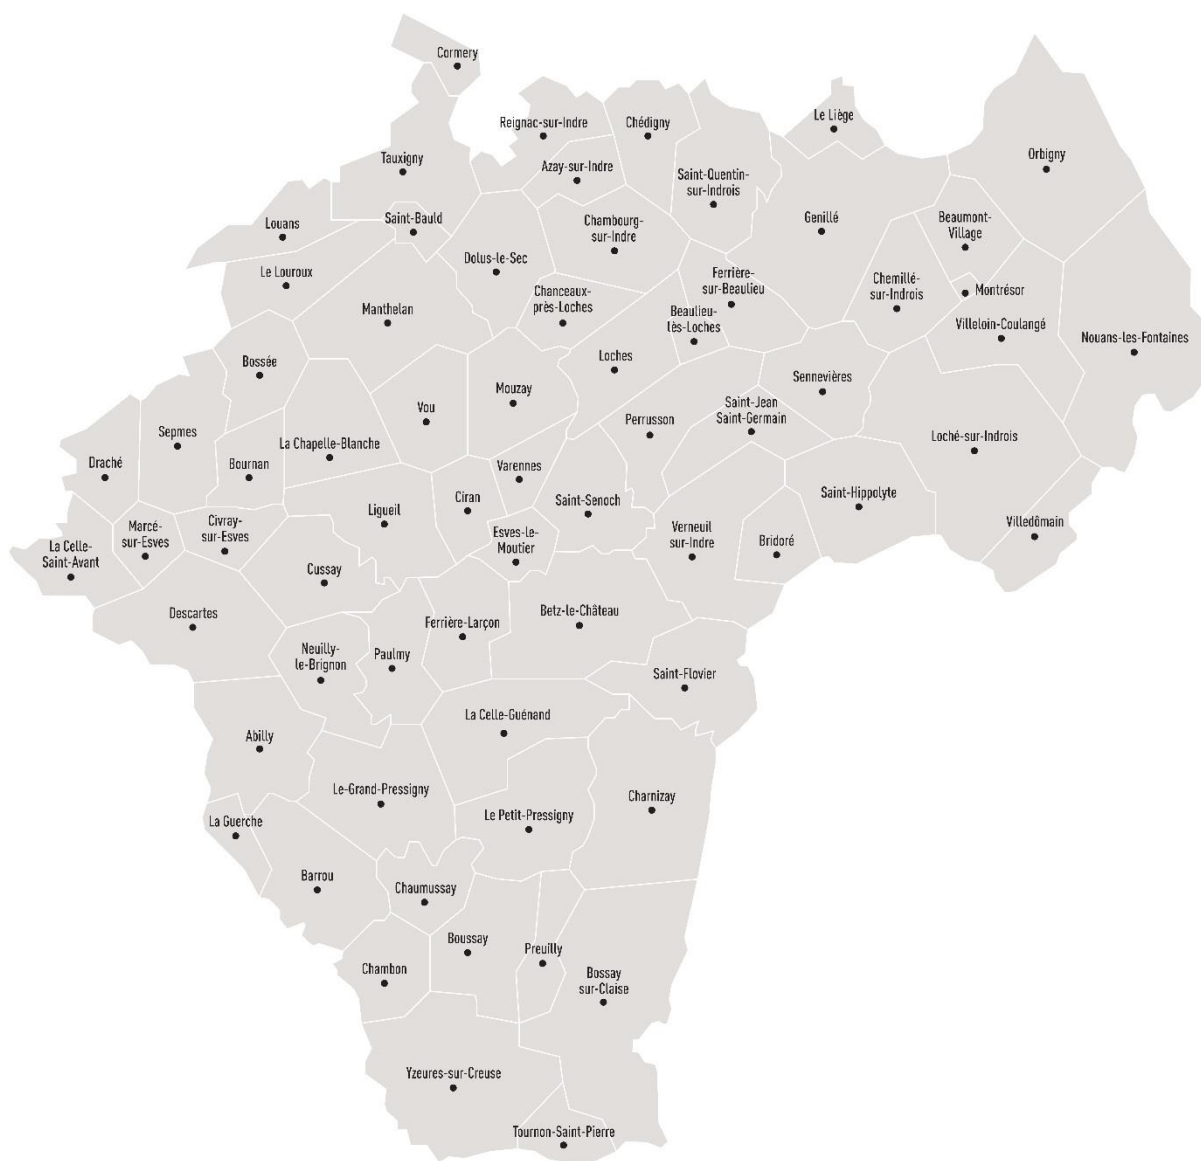 Cormery
Reignac-sur-Indre
Chédigny
Le Liège
Tauxigny
Azay-sur-Indre
Saint-Quentin-
sur-Indrois
Orbigny
Louans
Saint-Bauld
Chambourg-
sur-Indre
Genillé
Beaumont-
Village
Le Louroux
Dolus-le-Sec
Ferrière-
sur-Beaulieu
Chemillé-
sur-Indrois
Montrésor
Manthelan
Chanceaux-
près-Loches
Beaulieu-
lès-Loches
Villeloin-Coulangé
Nouans-les-Fontaines
Bossée
Loches
Mouzay
Sennevières
Vou
Perrusson
Saint-Jean
Saint-Germain
Sepmes
La Chapelle-Blanche
Loché-sur-Indrois
Draché
Bournan
Varennes
Saint-Senoch
Saint-Hippolyte
Marcé-
sur-Esves
Civray-
sur-Esves
Ligueil
Ciran
Esves-le-
Moutier
Verneuil
sur-Indre
Bridoré
Villedômain
La Celle-
Saint-Avant
Cussay
Descartes
Ferrière-Larçon
Betz-le-Château
Neuilly-
le-Brignon
Paulmy
Saint-Flovier
Abilly
La Celle-Guénand
Le-Grand-Pressigny
Le Petit-Pressigny
Charnizay
La Guerche
Barrou
Chaumussay
Boussay
Preuilly
Chambon
Bossay
sur-Claise
Yzeures-sur-Creuse
Tournon-Saint-Pierre